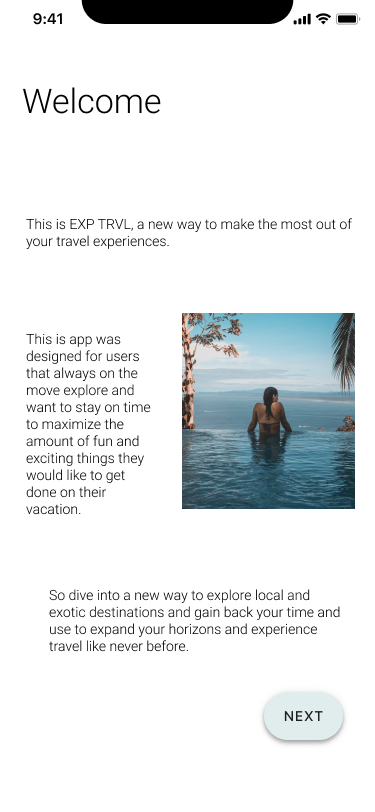 9:41
Welcome
This is EXP TRVL, a new way to make the most out of
your travel experiences.
This is app was
designed for users
that always on the
move explore and
want to stay on time
to maximize the
amount of fun and
exciting things they
would like to get
done on their
vacation.
So dive into a new way to explore local and
exotic destinations and gain back your time and
use to expand your horizons and experience
travel like never before.
NEXT